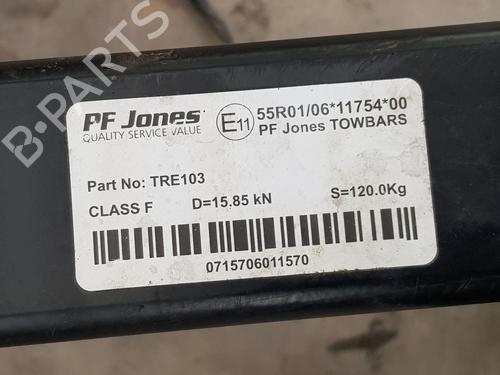 PF Jones
QUALITY SERVICE VALUE
E11
55R01/06*11754*00
PF Jones TOWBARS
Part No: TRE103
CLASS F D=15.85 kN S=120.0Kg
0715706011570
B-PARTS